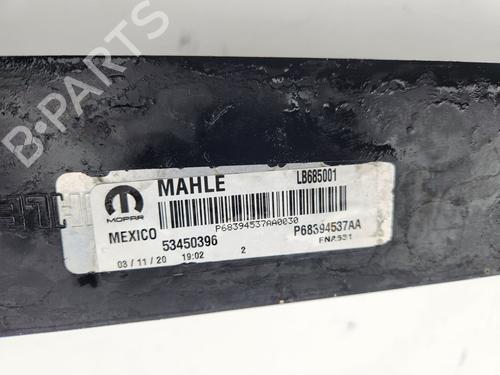 B-PARTS
MAHLE
LB685001
MOPAR
P68394537AA0030
MEXICO
53450396
P68394537AA
FNA531
03/11/20
19:02
2